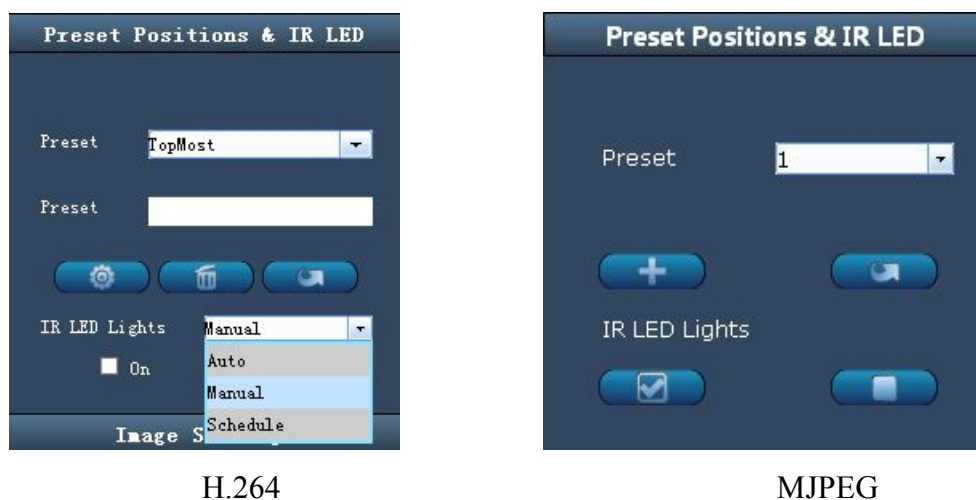 Preset Positions & IR LED
Preset TopMost
Preset
IR LED Lights Manual
On Auto
Manual
Schedule
Image S
H.264
Preset Positions & IR LED
Preset 1
IR LED Lights
MJPEG